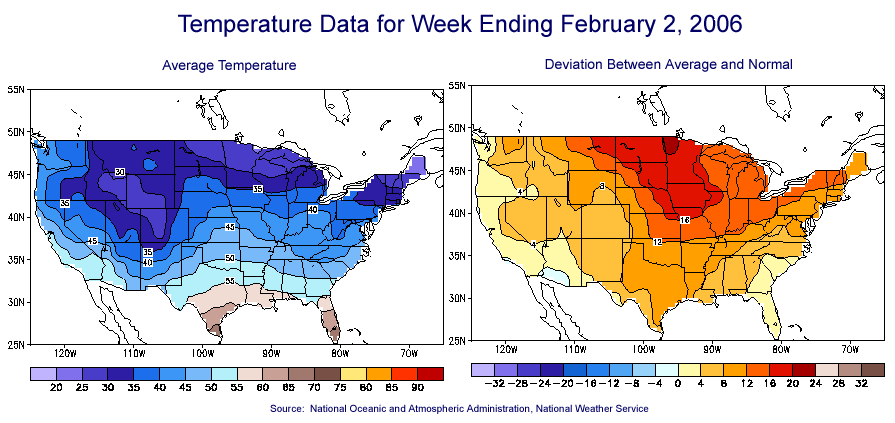 Temperature Data for Week Ending February 2, 2006
Average Temperature
Deviation Between Average and Normal
55N
50N
45N
40N
35N
30N
25N
30
35
35
40
45
45
50
55
35
40
120W 110W 100W 90W 80W 70W
20 25 30 35 40 45 50 55 60 65 70 75 80 85 90
55N
50N
45N
40N
35N
30N
25N
4
8
16
12
4
120W 110W 100W 90W 80W 70W
-32 -28 -24 -20 -16 -12 -8 -4 0 4 8 12 16 20 24 28 32
Source: National Oceanic and Atmospheric Administration, National Weather Service